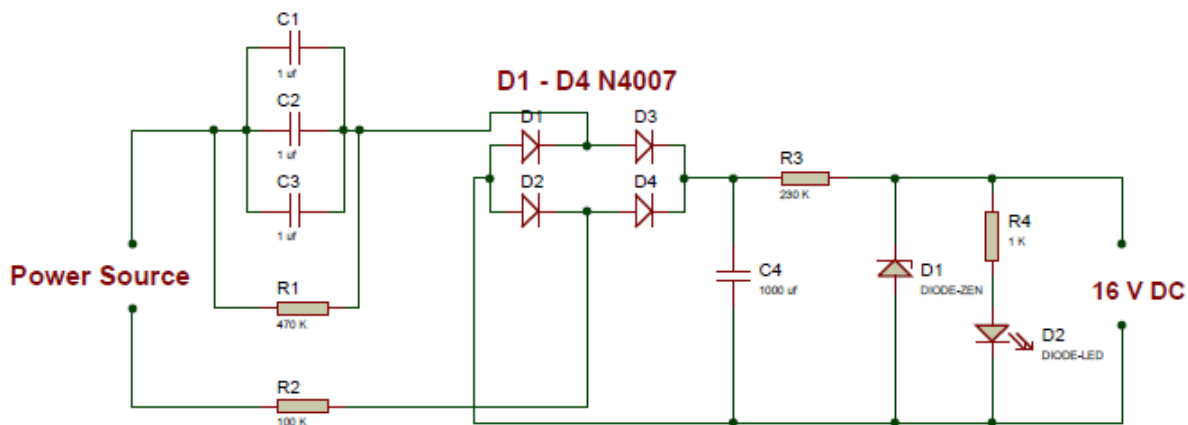 C1
1 uf
C2
1 uf
C3
1 uf
D1 - D4 N4007
D1
D3
D2
D4
R3
230 K
R4
1 K
C4
1000 uf
D1
DIODE-ZEN
D2
DIODE-LED
16 V DC
Power Source
R1
470 K
R2
100 K